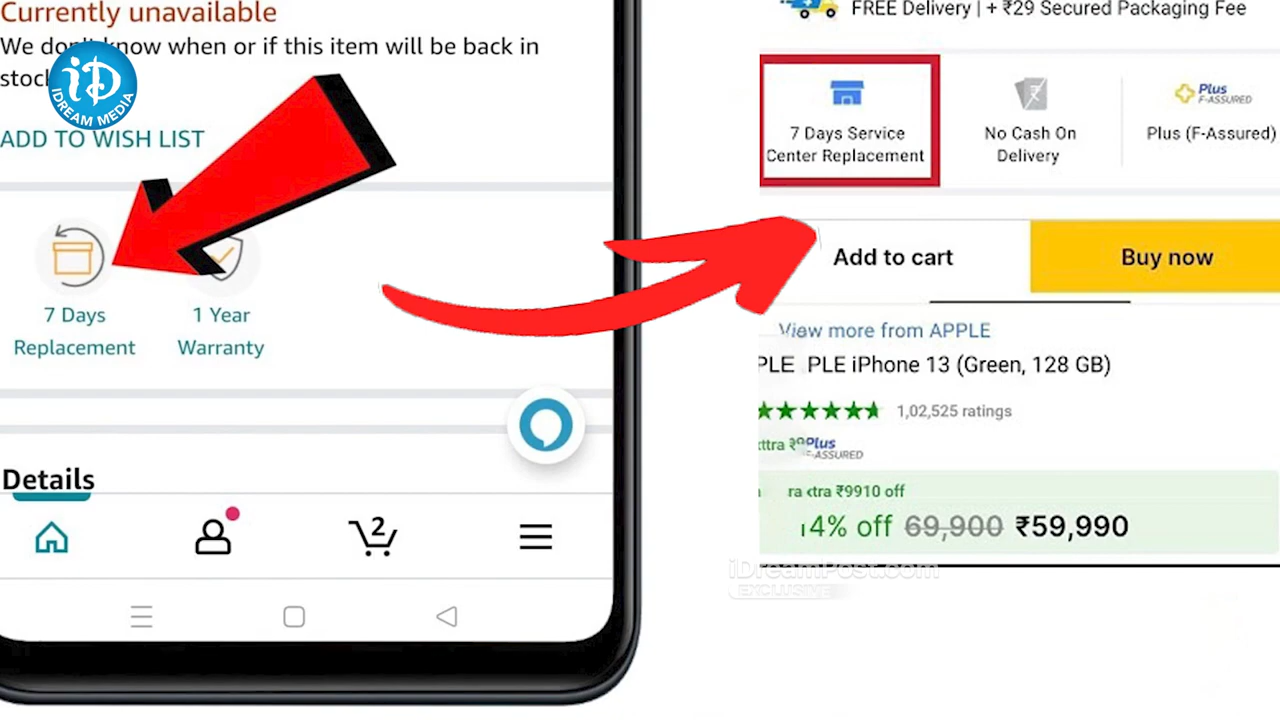 Currently unavailable
We don't know when or if this item will be back in
stock
iD
IDREAM MEDIA
ADD TO WISH LIST
7 Days
Replacement
1 Year
Warranty
Details
2
FREE Delivery | + ₹29 Secured Packaging Fee
7 Days Service
Center Replacement
No Cash On
Delivery
Plus
F-ASSURED
Plus (F-Assured)
Add to cart
Buy now
View more from APPLE
PLE PLE iPhone 13 (Green, 128 GB)
1,02,525 ratings
Plus
F-ASSURED
xtra ₹9910 off
4% off 69,900 ₹59,990
iDreamPost.com
EXCLUSIVE